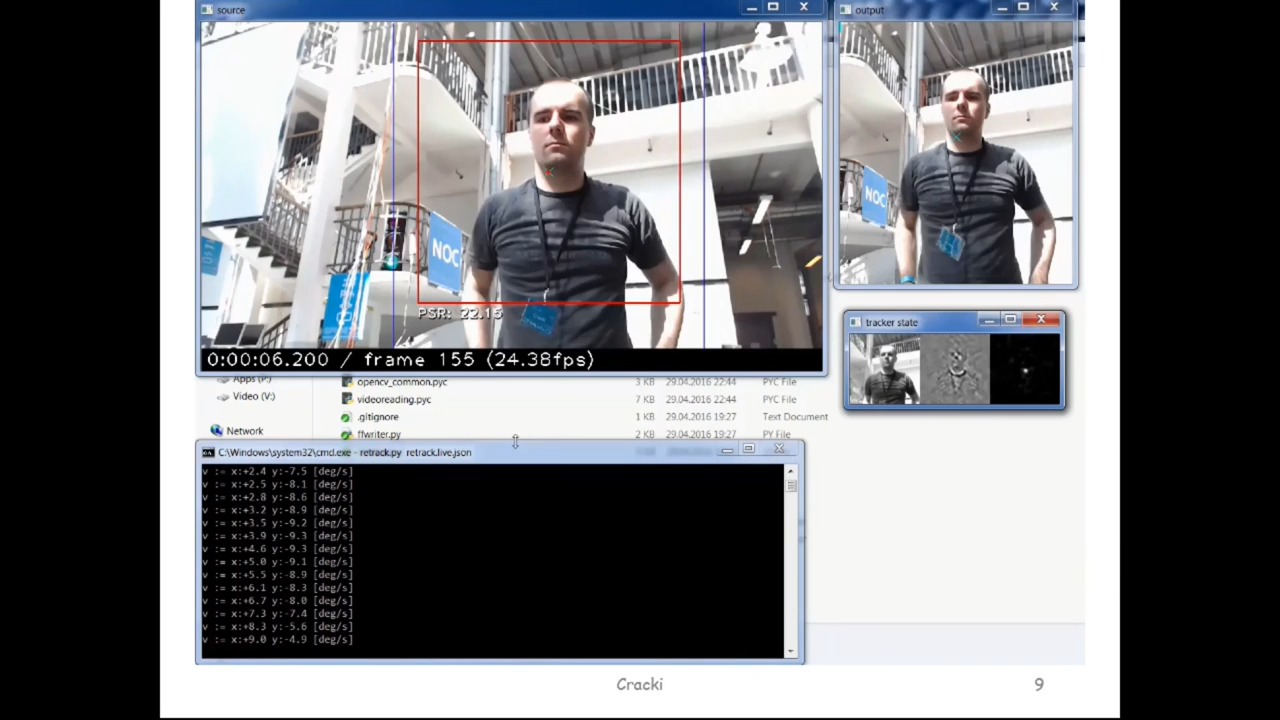 source
output
NOC
NOC
PSR: 22.15
0:00:06.200 / frame 155 (24.38fps)
tracker state
Apps (P:)
opencv_common.pyc 3 KB 29.04.2016 22:44 PYC File
Video (V:)
videoreading.pyc 7 KB 29.04.2016 22:44 PYC File
.gitignore 1 KB 29.04.2016 19:27 Text Document
Network
ffwriter.py 2 KB 29.04.2016 19:27 PY File
C:\Windows\system32\cmd.exe - retrack.py retrack.live.json
v := x:+2.4 y:-7.5 [deg/s]
v := x:+2.5 y:-8.1 [deg/s]
v := x:+2.8 y:-8.6 [deg/s]
v := x:+3.2 y:-8.9 [deg/s]
v := x:+3.5 y:-9.2 [deg/s]
v := x:+3.9 y:-9.3 [deg/s]
v := x:+4.6 y:-9.3 [deg/s]
v := x:+5.0 y:-9.1 [deg/s]
v := x:+5.5 y:-8.9 [deg/s]
v := x:+6.1 y:-8.3 [deg/s]
v := x:+6.7 y:-8.0 [deg/s]
v := x:+7.3 y:-7.4 [deg/s]
v := x:+8.3 y:-5.6 [deg/s]
v := x:+9.0 y:-4.9 [deg/s]
Cracki
9